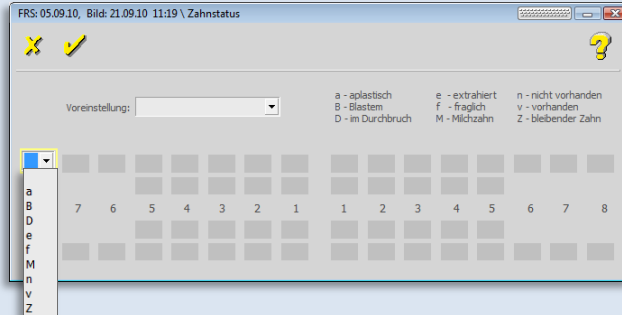 FRS: 05.09.10, Bild: 21.09.10 11:19 \ Zahnstatus
a - aplastisch e - extrahiert n - nicht vorhanden
Voreinstellung: B - Blastem f - fraglich v - vorhanden
D - im Durchbruch M - Milchzahn Z - bleibender Zahn
7 6 5 4 3 2 1 1 2 3 4 5 6 7 8
a
B
D
e
f
M
n
v
Z